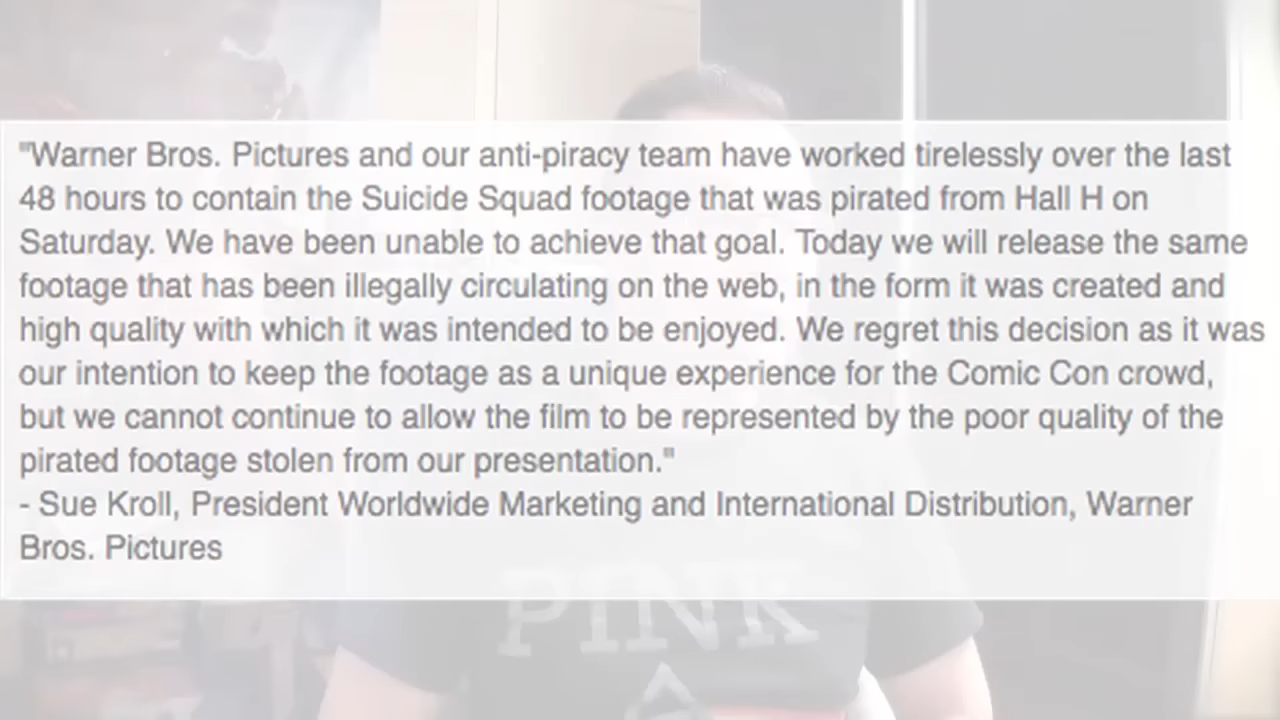 "Warner Bros. Pictures and our anti-piracy team have worked tirelessly over the last
48 hours to contain the Suicide Squad footage that was pirated from Hall H on
Saturday. We have been unable to achieve that goal. Today we will release the same
footage that has been illegally circulating on the web, in the form it was created and
high quality with which it was intended to be enjoyed. We regret this decision as it was
our intention to keep the footage as a unique experience for the Comic Con crowd,
but we cannot continue to allow the film to be represented by the poor quality of the
pirated footage stolen from our presentation."
- Sue Kroll, President Worldwide Marketing and International Distribution, Warner
Bros. Pictures
PINK